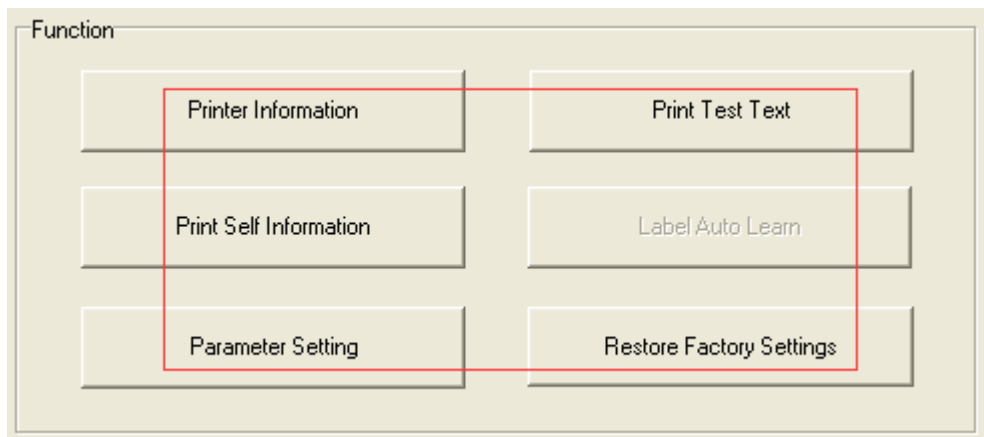 Function
Printer Information
Print Test Text
Print Self Information
Label Auto Learn
Parameter Setting
Restore Factory Settings